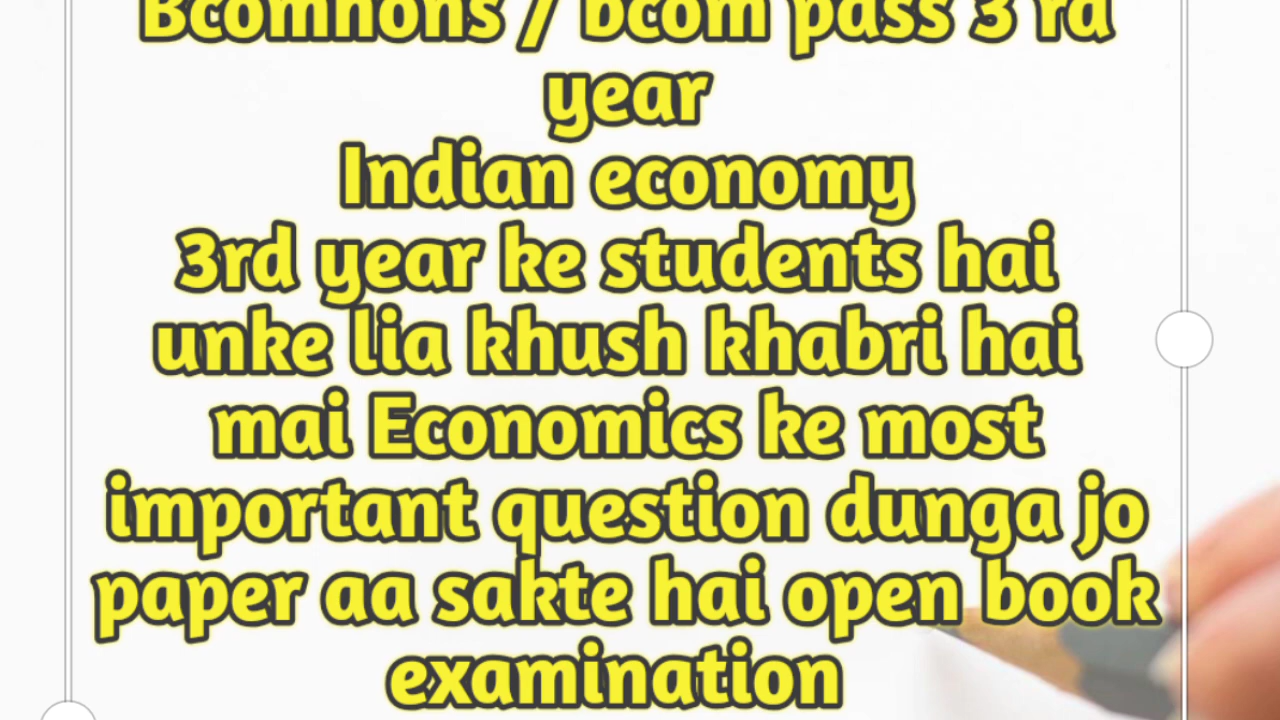 Bcomhons / bcom pass 3 rd
year
Indian economy
3rd year ke students hai
unke lia khush khabri hai
mai Economics ke most
important question dunga jo
paper aa sakte hai open book
examination